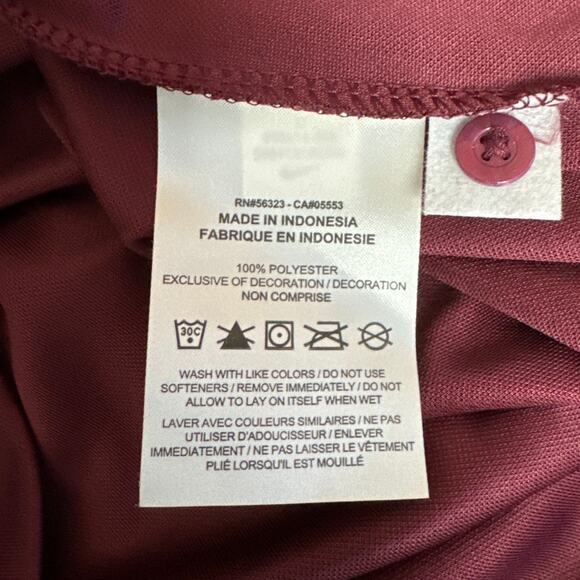 RN#56323 - CA#05553
MADE IN INDONESIA
FABRIQUE EN INDONESIE
100% POLYESTER
EXCLUSIVE OF DECORATION / DECORATION
NON COMPRISE
30C
WASH WITH LIKE COLORS / DO NOT USE
SOFTENERS / REMOVE IMMEDIATELY / DO NOT
ALLOW TO LAY ON ITSELF WHEN WET
LAVER AVEC COULEURS SIMILAIRES / NE PAS
UTILISER D'ADOUCISSEUR / ENLEVER
IMMEDIATEMENT / NE PAS LAISSER LE VÊTEMENT
PLIÉ LORSQU'IL EST MOUILLÉ